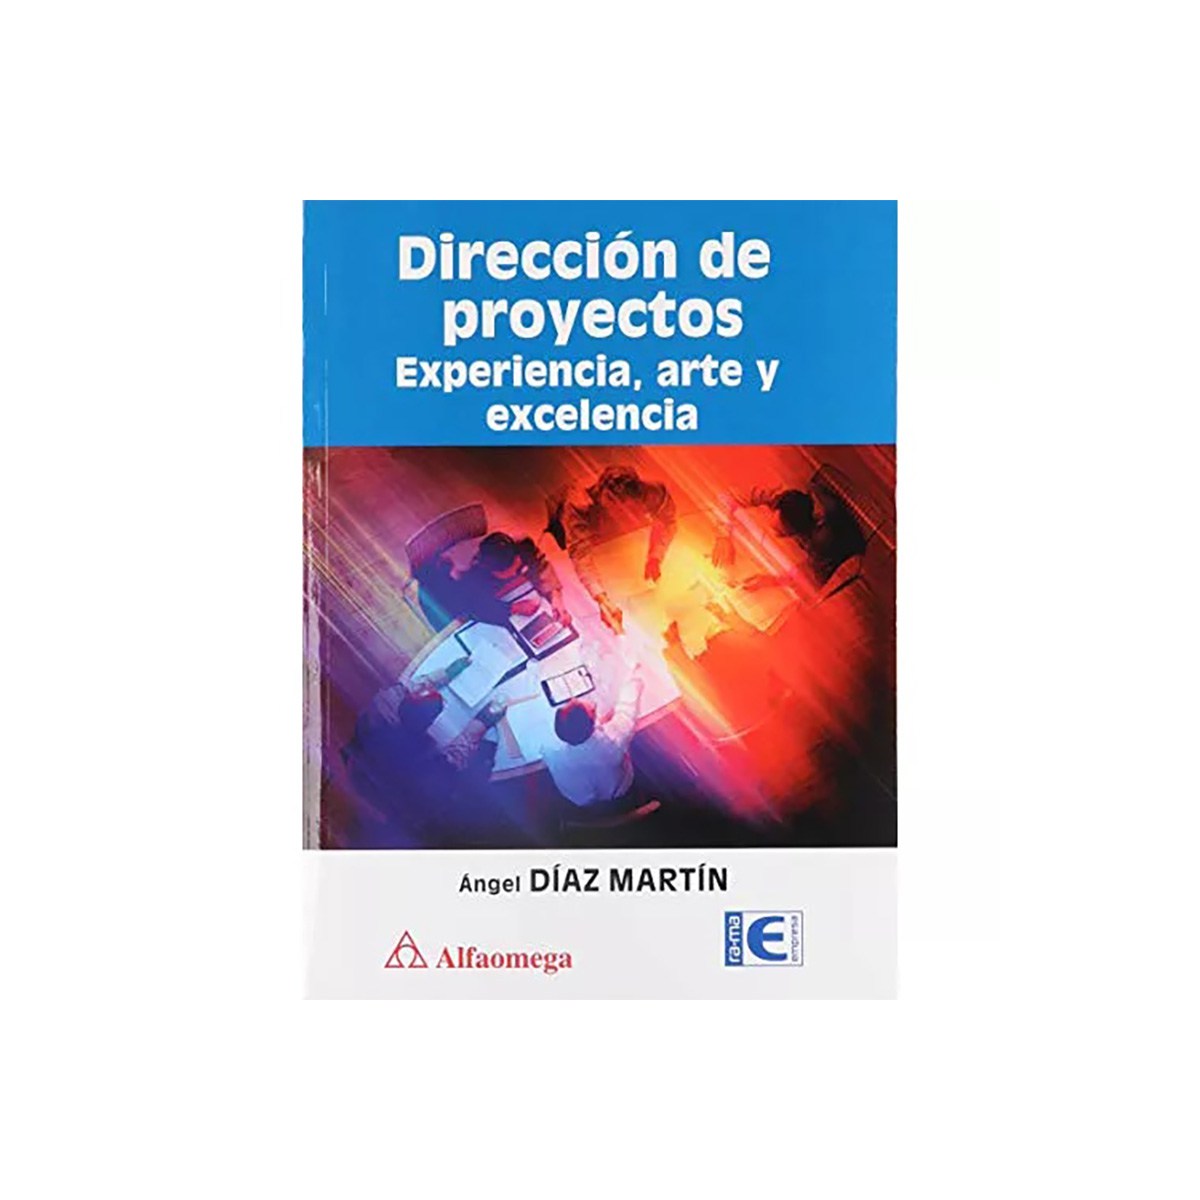 Dirección de
proyectos
Experiencia, arte y
excelencia
Ángel DÍAZ MARTÍN
Alfaomega
ra-ma
E
empresa